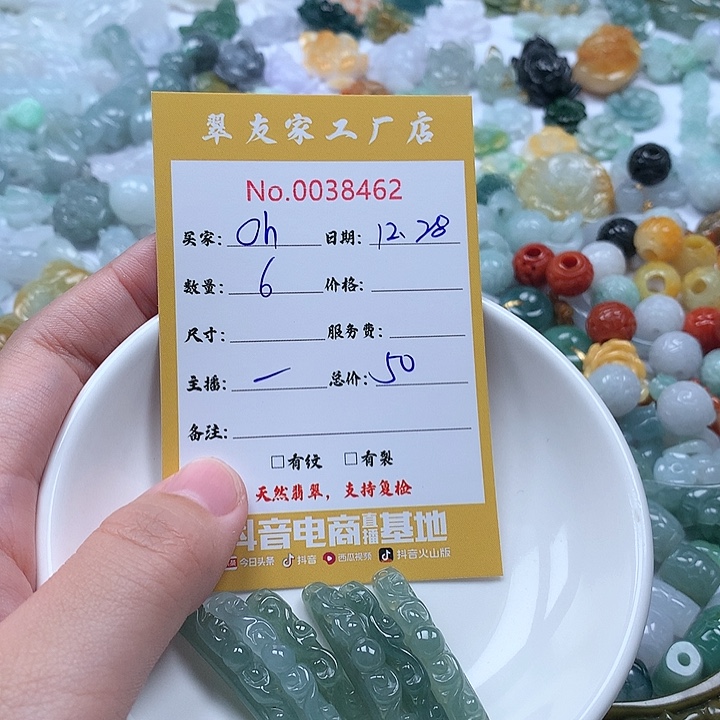 翠友家工厂店
No.0038462
买家: Oh 日期: 12.28
数量: 6 价格:
尺寸: 服务费:
主播: 一 总价: 50
备注:
□有纹 □有裂
天然翡翠，支持复检
抖音电商直播基地
今日头条 抖音 西瓜视频 抖音火山版